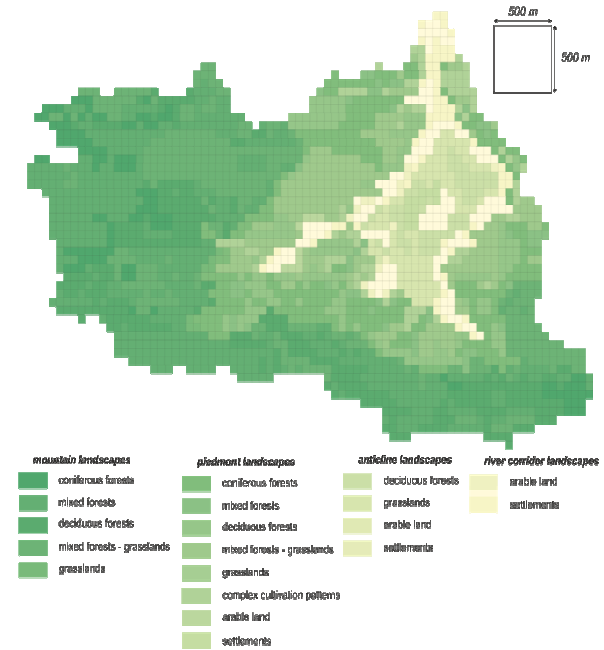 500 m
500 m
mountain landscapes
coniferous forests
mixed forests
deciduous forests
mixed forests - grasslands
grasslands
piedmont landscapes
coniferous forests
mixed forests
deciduous forests
mixed forests - grasslands
grasslands
complex cultivation patterns
arable land
settlements
anticline landscapes
deciduous forests
grasslands
arable land
settlements
river corridor landscapes
arable land
settlements